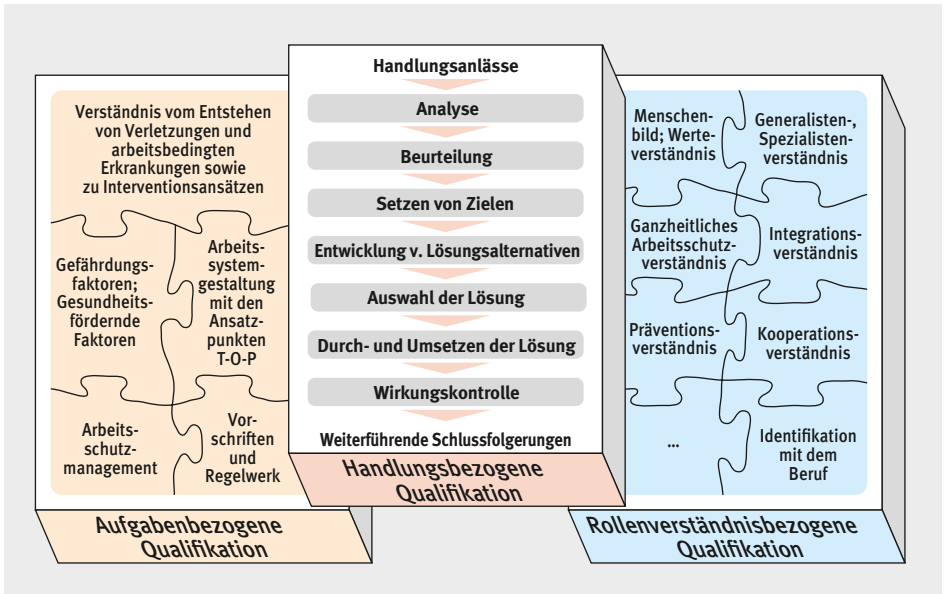 Verständnis vom Entstehen
von Verletzungen und
arbeitsbedingten
Erkrankungen sowie
zu Interventionsansätzen
Gefährdungs-
faktoren;
Gesundheits-
fördernde
Faktoren
Arbeits-
system-
gestaltung
mit den
Ansatz-
punkten
T-O-P
Arbeits-
schutz-
management
Vor-
schriften
und
Regelwerk
Aufgabenbezogene
Qualifikation
Handlungsanlässe
Analyse
Beurteilung
Setzen von Zielen
Entwicklung v. Lösungsalternativen
Auswahl der Lösung
Durch- und Umsetzen der Lösung
Wirkungskontrolle
Weiterführende Schlussfolgerungen
Handlungsbezogene
Qualifikation
Menschen-
bild; Werte-
verständnis
Generalisten-,
Spezialisten-
verständnis
Ganzheitliches
Arbeitsschutz-
verständnis
Integrations-
verständnis
Präventions-
verständnis
Kooperations-
verständnis
...
Identifikation
mit dem
Beruf
Rollenverständnisbezogene
Qualifikation